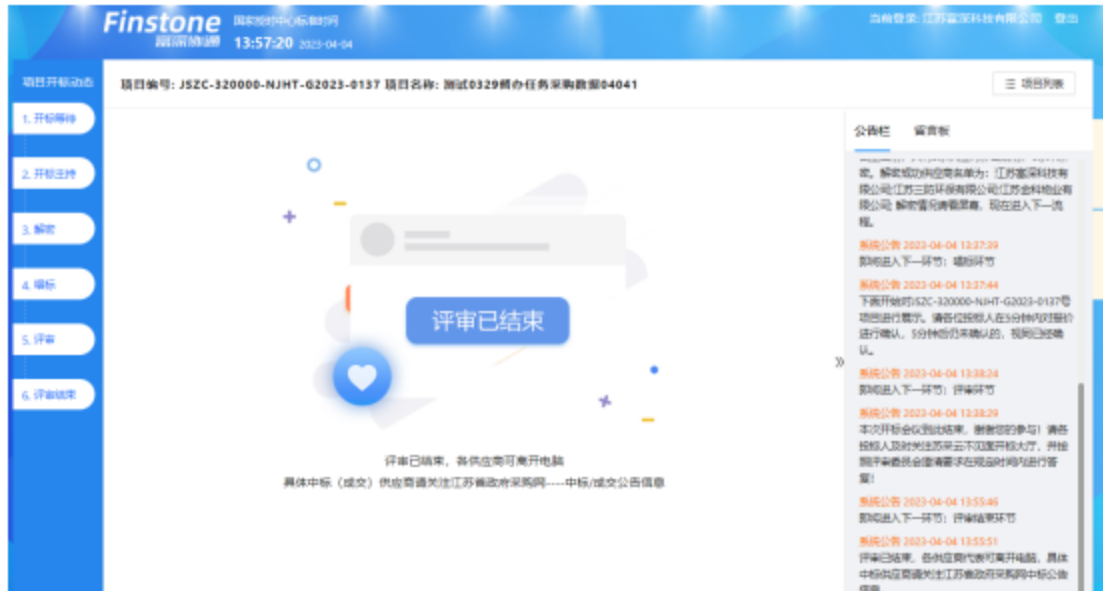 Finstone
富深协通
国家授时中心标准时间
13:57:20 2023-04-04
当前登录: 江苏富深科技有限公司 登出
项目开标动态
项目编号: JSZC-320000-NJHT-G2023-0137 项目名称: 测试0329督办任务采购数据04041
项目列表
1. 开标等待
2. 开标主持
3. 解密
4. 唱标
5. 评审
6. 评审结束
评审已结束
评审已结束，各供应商可离开电脑
具体中标（成交）供应商请关注江苏省政府采购网----中标/成交公告信息
公告栏 留言板
密。解密成功供应商名单为：江苏富深科技有
限公司;江苏三防环保有限公司;江苏金科地业有
限公司; 解密情况请看屏幕，现在进入下一流
程。
系统公告 2023-04-04 13:37:39
即将进入下一环节：唱标环节
系统公告 2023-04-04 13:37:44
下面开始对JSZC-320000-NJHT-G2023-0137号
项目进行展示。请各位投标人在5分钟内对报价
进行确认，5分钟后仍未确认的，视同已经确
认。
系统公告 2023-04-04 13:38:24
即将进入下一环节：评审环节
系统公告 2023-04-04 13:38:29
本次开标会议到此结束，谢谢您的参与！请各
投标人及时关注苏采云不见面开标大厅，并按
照评审委员会澄清要求在规定时间内进行答
复！
系统公告 2023-04-04 13:55:46
即将进入下一环节：评审结束环节
系统公告 2023-04-04 13:55:51
评审已结束，各供应商代表可离开电脑，具体
中标供应商请关注江苏省政府采购网中标公告
信息